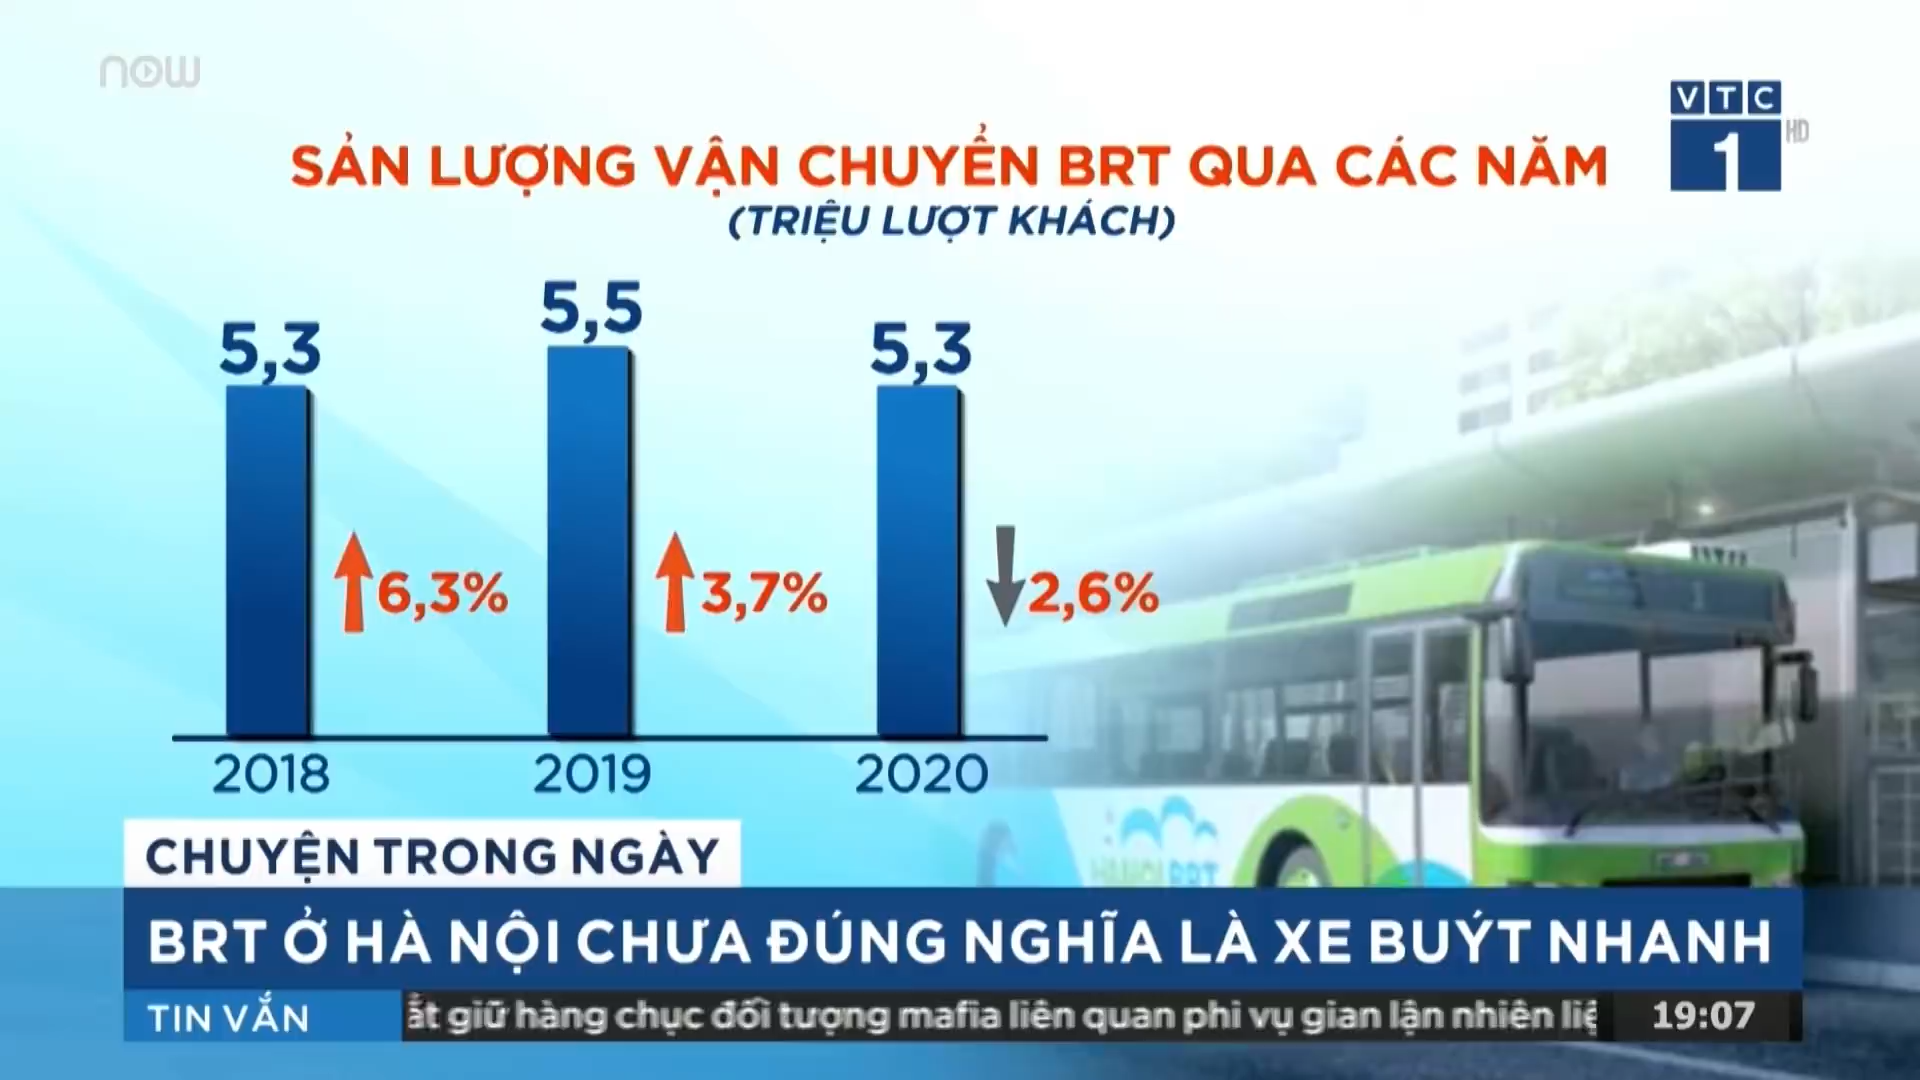 now
VTC
1
HD
SẢN LƯỢNG VẬN CHUYỂN BRT QUA CÁC NĂM
(TRIỆU LƯỢT KHÁCH)
5,3
5,5
5,3
6,3%
3,7%
2,6%
2018
2019
2020
HANOI BRT
CHUYỆN TRONG NGÀY
BRT Ở HÀ NỘI CHƯA ĐÚNG NGHĨA LÀ XE BUÝT NHANH
TIN VẮN
giữ hàng chục đối tượng mafia liên quan phi vụ gian lận nhiên
19:07